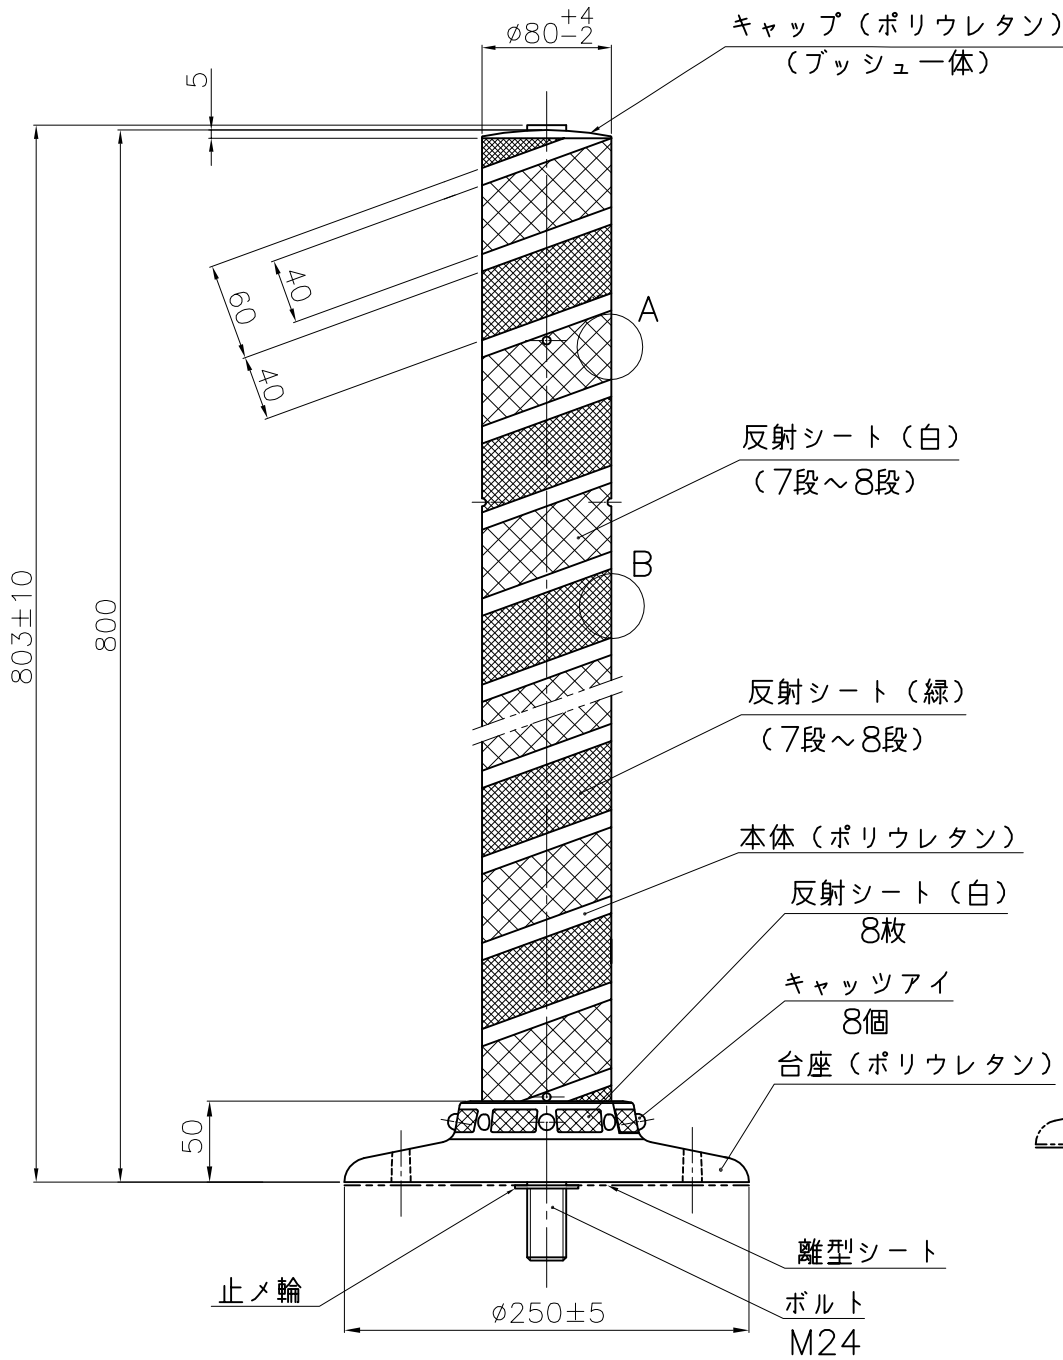 φ80+4-2
キャップ（ポリウレタン）
（ブッシュ一体）
5
40
60
40
A
反射シート（白）
（7段～8段）
B
803±10
800
反射シート（緑）
（7段～8段）
本体（ポリウレタン）
反射シート（白）
8枚
キャッツアイ
8個
台座（ポリウレタン）
50
離型シート
止メ輪
φ250±5
ボルト
M24